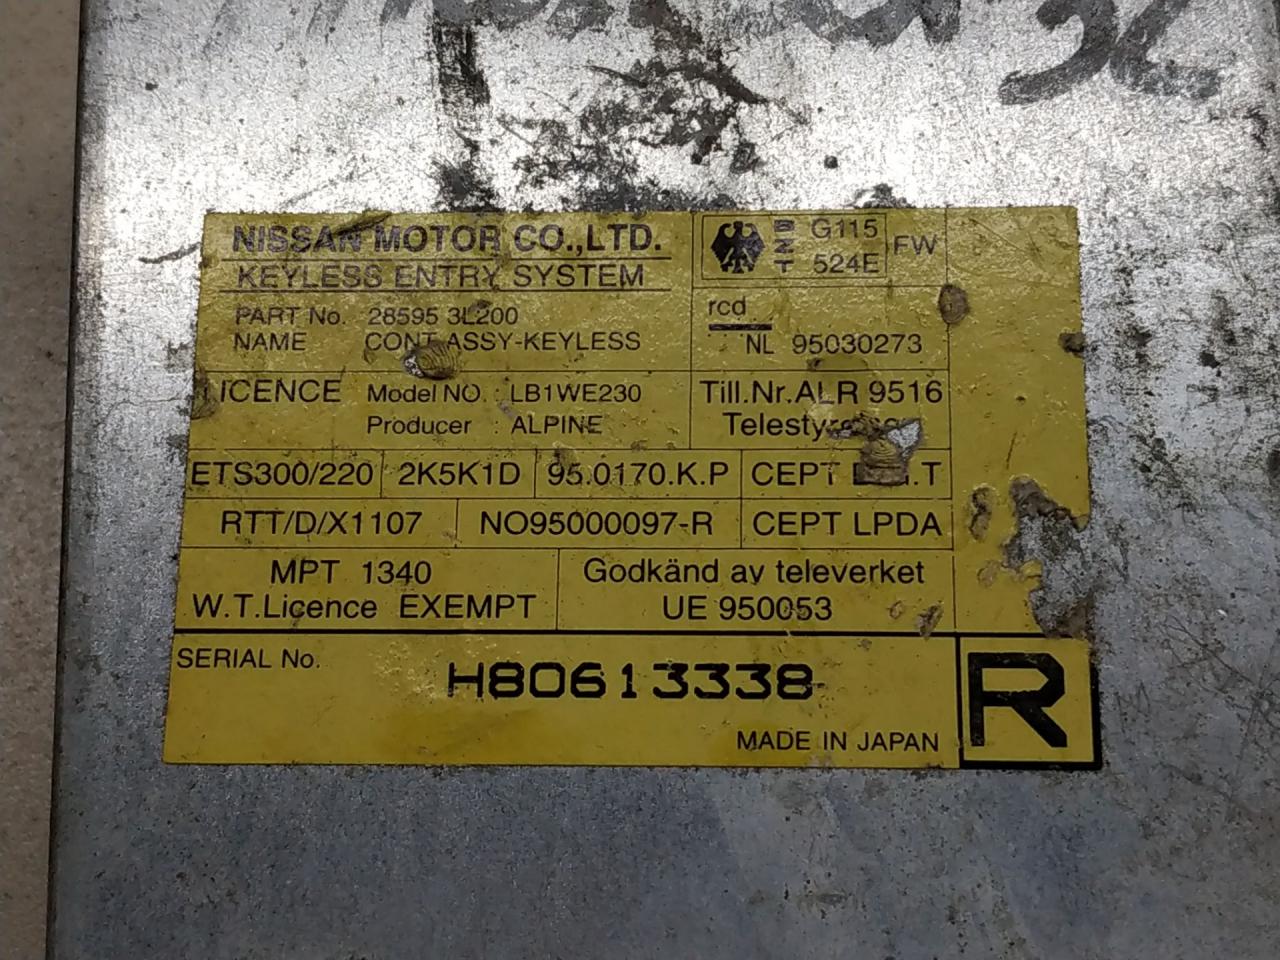 NISSAN MOTOR CO.,LTD.
KEYLESS ENTRY SYSTEM
PART No. 28595 3L200
NAME CONT ASSY-KEYLESS
BMT G115 524E FW
rcd
NL 95030273
LICENCE Model NO. : LB1WE230
Producer : ALPINE
Till.Nr.ALR 9516
ETS300/220 2K5K1D 95.0170.K.P CEPT
RTT/D/X1107 NO95000097-R CEPT LPDA
MPT 1340
W.T.Licence EXEMPT
Godkänd av televerket
UE 950053
SERIAL No.
H80613338
MADE IN JAPAN
R